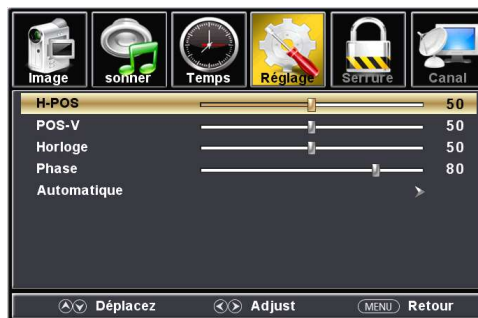 Image sonner Temps Réglage Serrure Canal
H-POS 50
POS-V 50
Horloge 50
Phase 80
Automatique
Déplacez Adjust MENU Retour